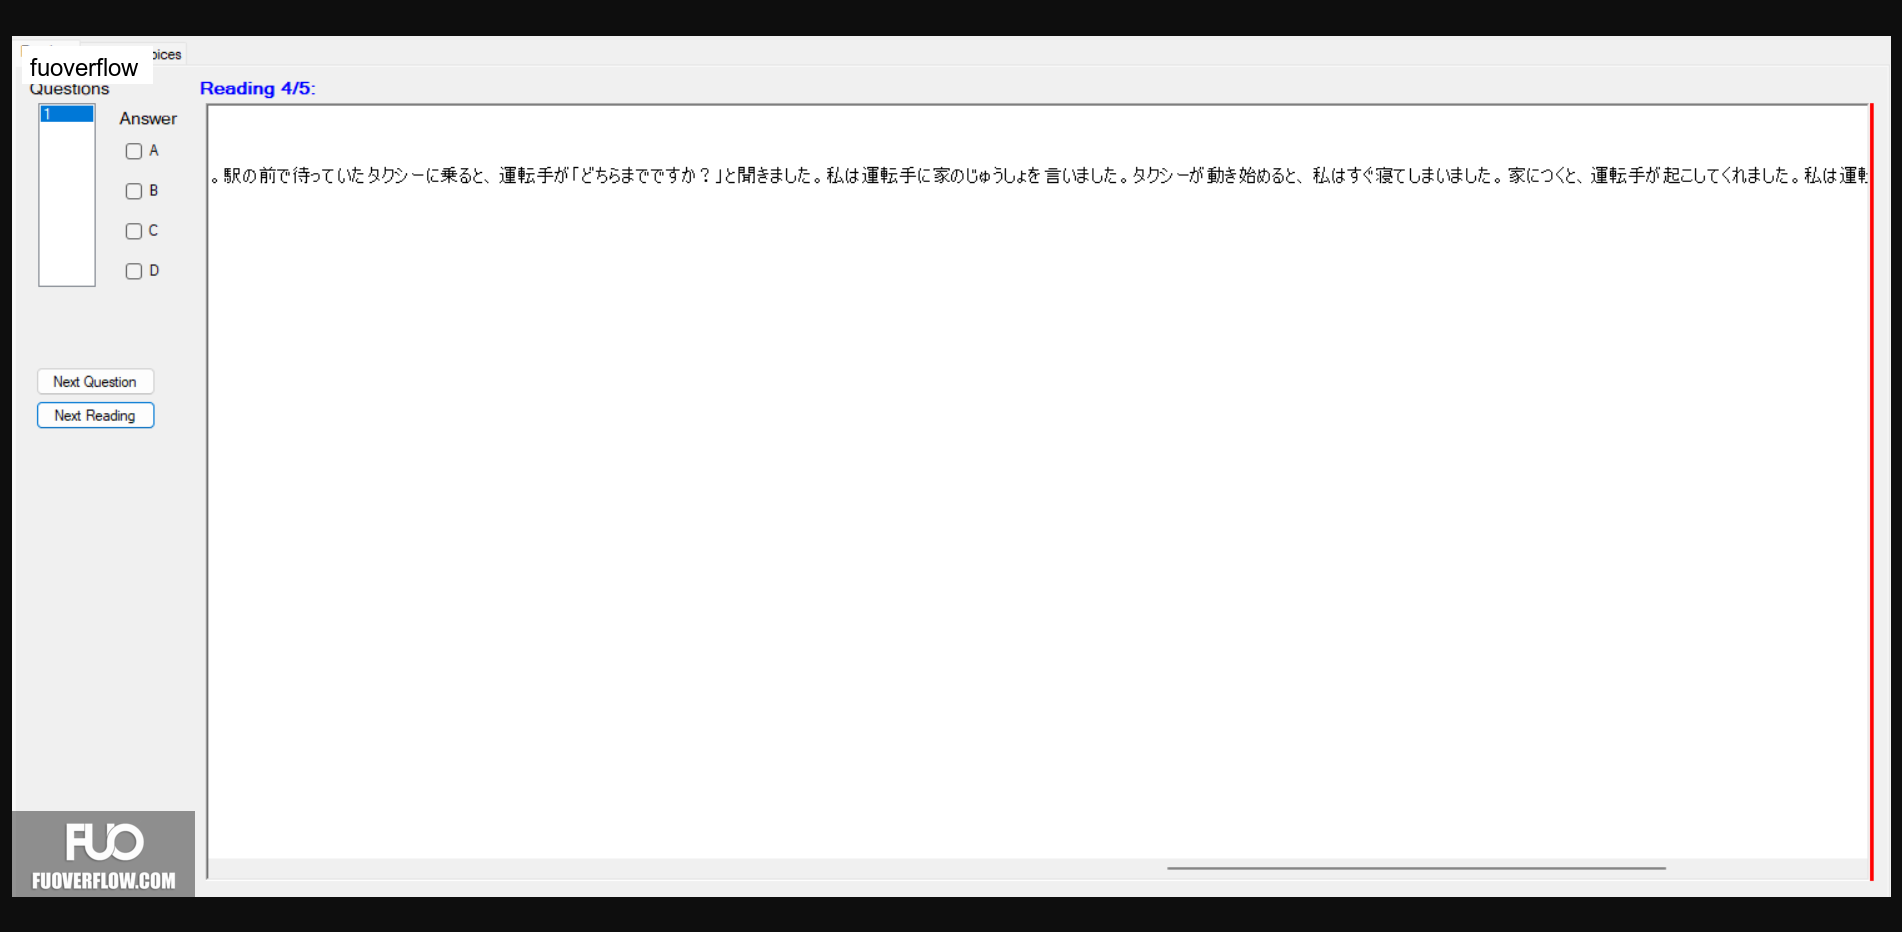 oices
fuoverflow
Questions
Reading 4/5:
1
Answer
A
B
C
D
。駅の前で待っていたタクシーに乗ると、運転手が「どちらまでですか？」と聞きました。私は運転手に家のじゅうしょを言いました。タクシーが動き始めると、私はすぐ寝てしまいました。家につくと、運転手が起こしてくれました。私は運転
Next Question
Next Reading
FUO
FUOVERFLOW.COM